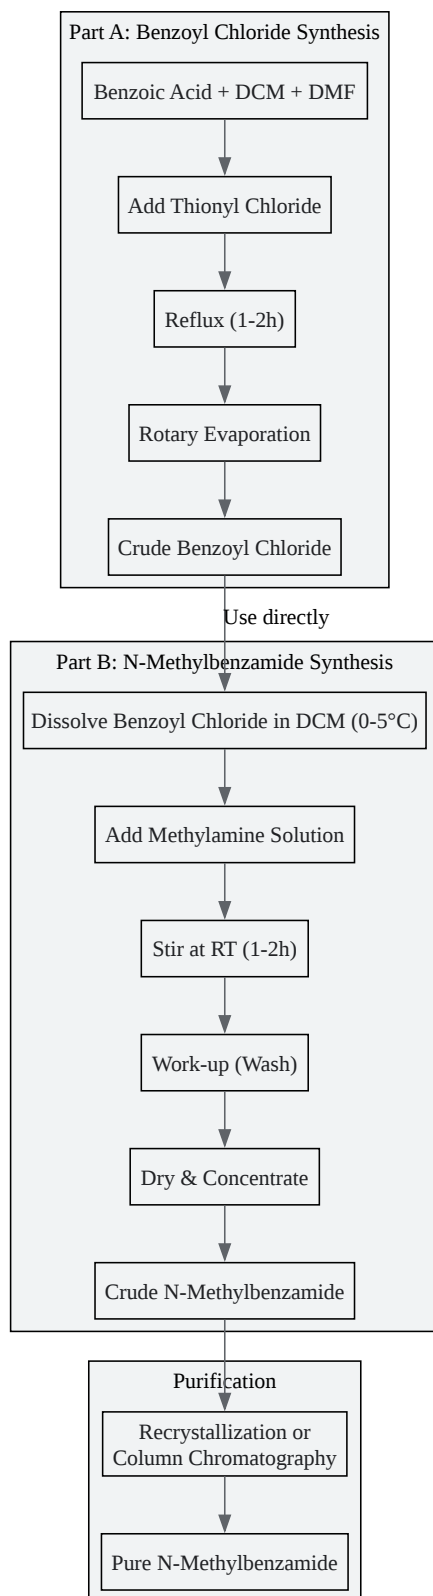 Part A: Benzoyl Chloride Synthesis
Benzoic Acid + DCM + DMF
Add Thionyl Chloride
Reflux (1-2h)
Rotary Evaporation
Crude Benzoyl Chloride
Use directly
Part B: N-Methylbenzamide Synthesis
Dissolve Benzoyl Chloride in DCM (0-5°C)
Add Methylamine Solution
Stir at RT (1-2h)
Work-up (Wash)
Dry & Concentrate
Crude N-Methylbenzamide
Purification
Recrystallization or
Column Chromatography
Pure N-Methylbenzamide